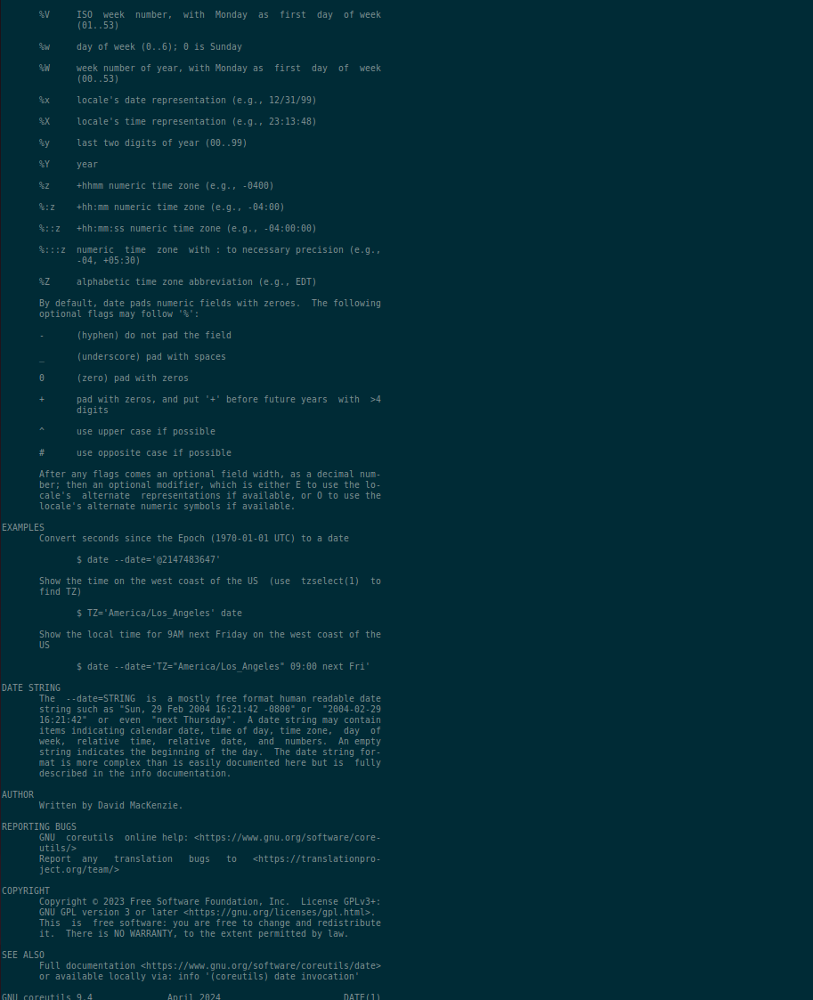 %V     ISO  week  number,  with  Monday  as  first  day  of week
(01..53)
%w     day of week (0..6); 0 is Sunday
%W     week number of year, with Monday as  first  day  of  week
(00..53)
%x     locale's date representation (e.g., 12/31/99)
%X     locale's time representation (e.g., 23:13:48)
%y     last two digits of year (00..99)
%Y     year
%z     +hhmm numeric time zone (e.g., -0400)
%:z    +hh:mm numeric time zone (e.g., -04:00)
%::z   +hh:mm:ss numeric time zone (e.g., -04:00:00)
%:::z  numeric  time  zone  with : to necessary precision (e.g.,
-04, +05:30)
%Z     alphabetic time zone abbreviation (e.g., EDT)
By default, date pads numeric fields with zeroes.  The following
optional flags may follow '%':
-      (hyphen) do not pad the field
_      (underscore) pad with spaces
0      (zero) pad with zeros
+      pad with zeros, and put '+' before future years  with  >4
digits
^      use upper case if possible
#      use opposite case if possible
After any flags comes an optional field width, as a decimal num-
ber; then an optional modifier, which is either E to use the lo-
cale's  alternate  representations if available, or O to use the
locale's alternate numeric symbols if available.
EXAMPLES
Convert seconds since the Epoch (1970-01-01 UTC) to a date
$ date --date='@2147483647'
Show the time on the west coast of the US  (use  tzselect(1)  to
find TZ)
$ TZ='America/Los_Angeles' date
Show the local time for 9AM next Friday on the west coast of the
US
$ date --date='TZ="America/Los_Angeles" 09:00 next Fri'
DATE STRING
The  --date=STRING  is  a mostly free format human readable date
string such as "Sun, 29 Feb 2004 16:21:42 -0800" or  "2004-02-29
16:21:42"  or  even  "next Thursday".  A date string may contain
items indicating calendar date, time of day, time zone,  day  of
week,  relative  time,  relative  date,  and  numbers.  An empty
string indicates the beginning of the day.  The date string for-
mat is more complex than is easily documented here but is  fully
described in the info documentation.
AUTHOR
Written by David MacKenzie.
REPORTING BUGS
GNU  coreutils  online help: <https://www.gnu.org/software/core-
utils/>
Report  any   translation   bugs   to   <https://translationpro-
ject.org/team/>
COPYRIGHT
Copyright © 2023 Free Software Foundation, Inc.  License GPLv3+:
GNU GPL version 3 or later <https://gnu.org/licenses/gpl.html>.
This  is  free software: you are free to change and redistribute
it.  There is NO WARRANTY, to the extent permitted by law.
SEE ALSO
Full documentation <https://www.gnu.org/software/coreutils/date>
or available locally via: info '(coreutils) date invocation'
GNU coreutils 9.4              April 2024                       DATE(1)